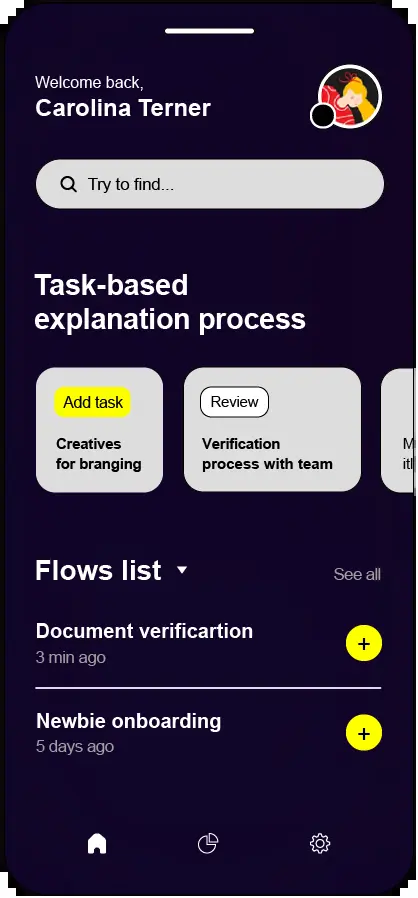 Welcome back,
Carolina Terner
Try to find...
Task-based
explanation process
Add task
Creatives
for branging
Review
Verification
process with team
Flows list
See all
Document verificartion
3 min ago
+
Newbie onboarding
5 days ago
+